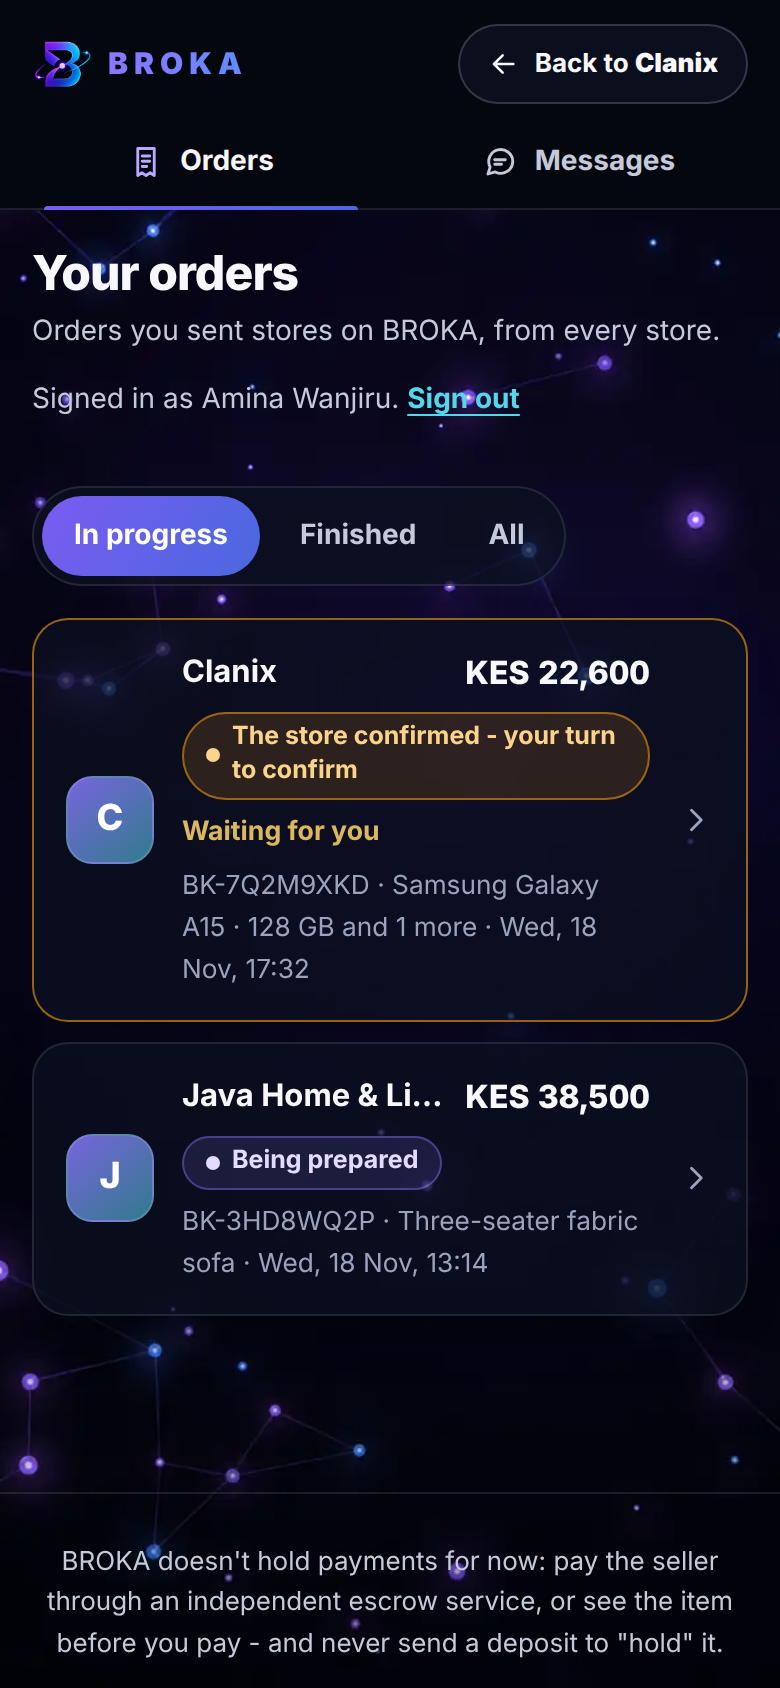 BROKA
Back to Clanix
Orders
Messages
Your orders
Orders you sent stores on BROKA, from every store.
Signed in as Amina Wanjiru. Sign out
In progress
Finished
All
Clanix
KES 22,600
The store confirmed - your turn
to confirm
Waiting for you
C
BK-7Q2M9XKD · Samsung Galaxy
A15 · 128 GB and 1 more · Wed, 18
Nov, 17:32
Java Home & Li...
KES 38,500
Being prepared
J
BK-3HD8WQ2P · Three-seater fabric
sofa · Wed, 18 Nov, 13:14
BROKA doesn't hold payments for now: pay the seller
through an independent escrow service, or see the item
before you pay - and never send a deposit to "hold" it.